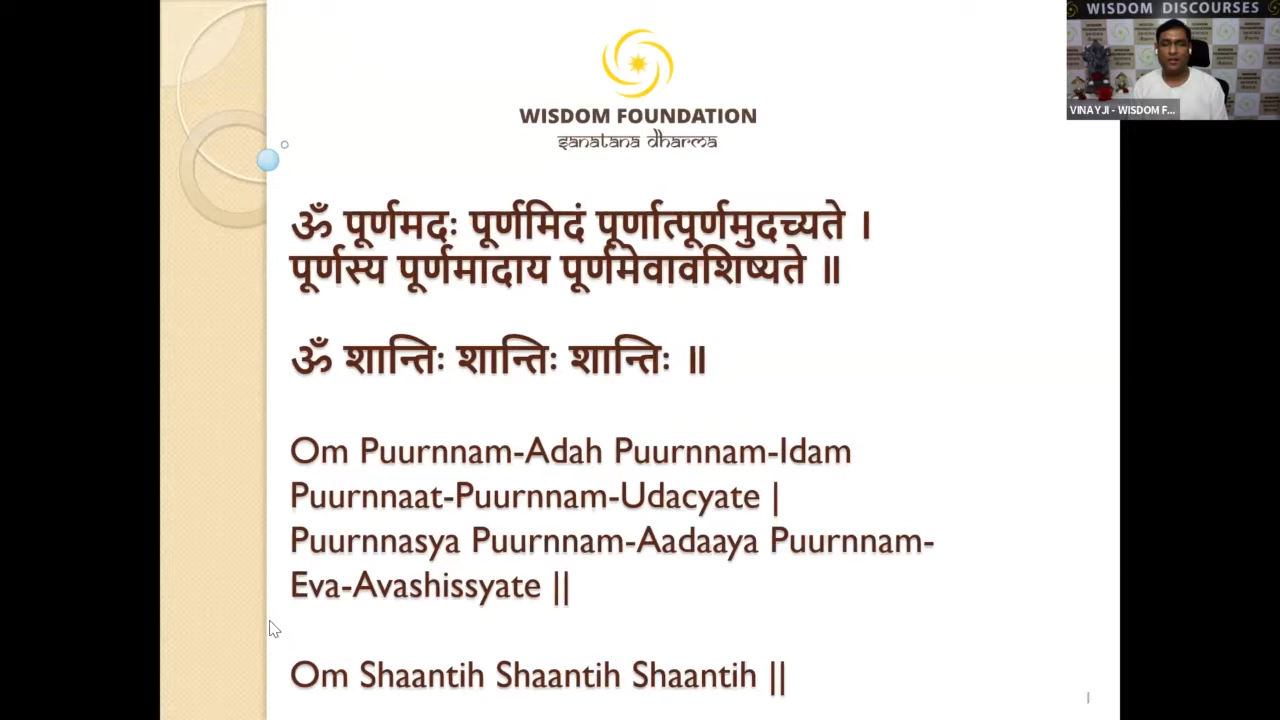 WISDOM DISCOURSES
VINAYJI - WISDOM F...
WISDOM FOUNDATION
sanatana dharma
ॐ पूर्णमदः पूर्णमिदं पूर्णात्पूर्णमुदच्यते ।
पूर्णस्य पूर्णमादाय पूर्णमेवावशिष्यते ॥
ॐ शान्तिः शान्तिः शान्तिः ॥
Om Puurnnam-Adah Puurnnam-Idam
Puurnnaat-Puurnnam-Udacyate |
Puurnnasya Puurnnam-Aadaaya Puurnnam-
Eva-Avashissyate ||
Om Shaantih Shaantih Shaantih ||
1